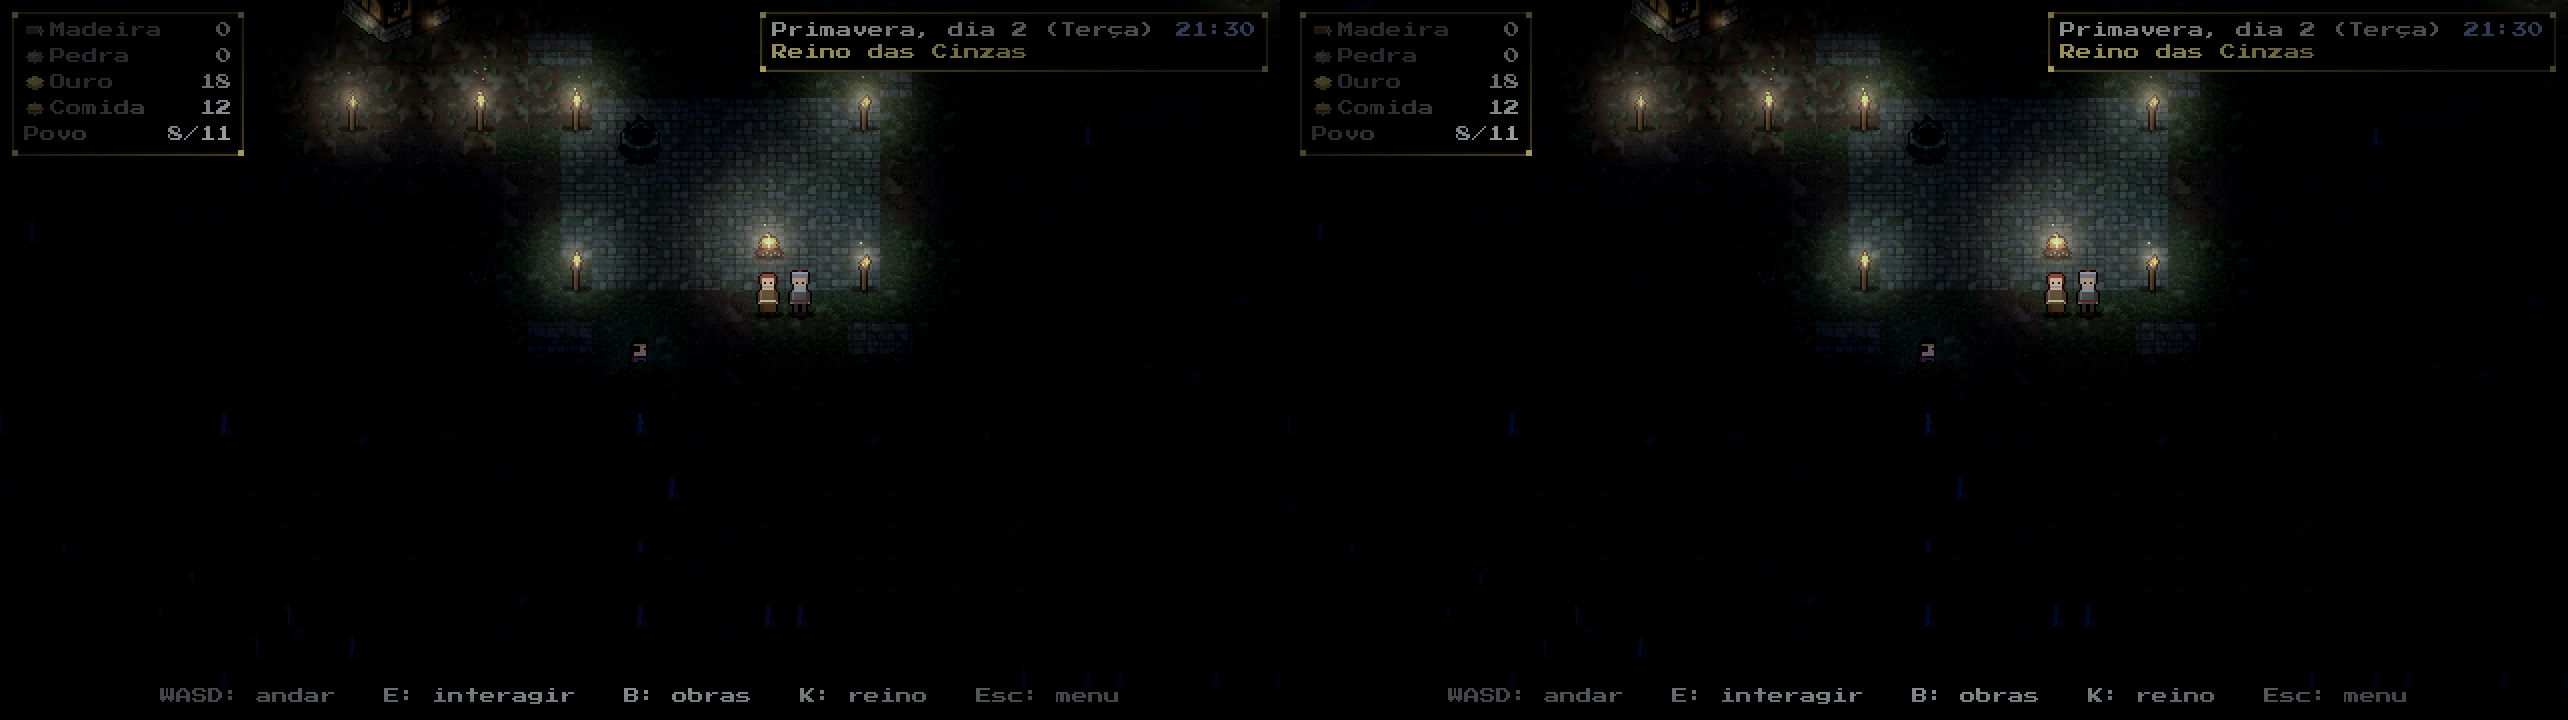 Madeira 0
Pedra 0
Ouro 18
Comida 12
Povo 8/11
Primavera, dia 2 (Terça) 21:30
Reino das Cinzas
WASD: andar E: interagir B: obras K: reino Esc: menu
Madeira 0
Pedra 0
Ouro 18
Comida 12
Povo 8/11
Primavera, dia 2 (Terça) 21:30
Reino das Cinzas
WASD: andar E: interagir B: obras K: reino Esc: menu